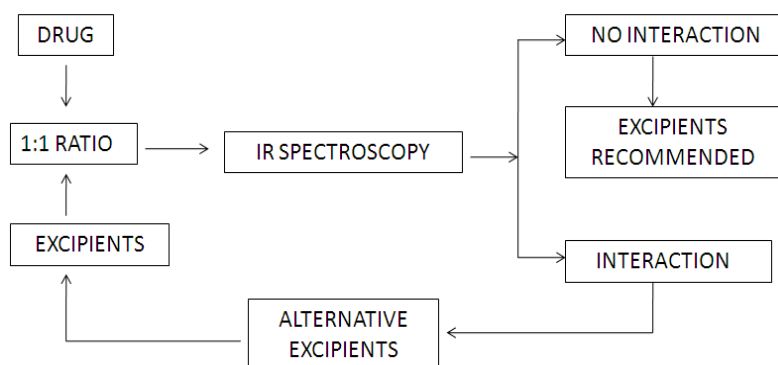 DRUG
1:1 RATIO
EXCIPIENTS
IR SPECTROSCOPY
NO INTERACTION
EXCIPIENTS
RECOMMENDED
INTERACTION
ALTERNATIVE
EXCIPIENTS